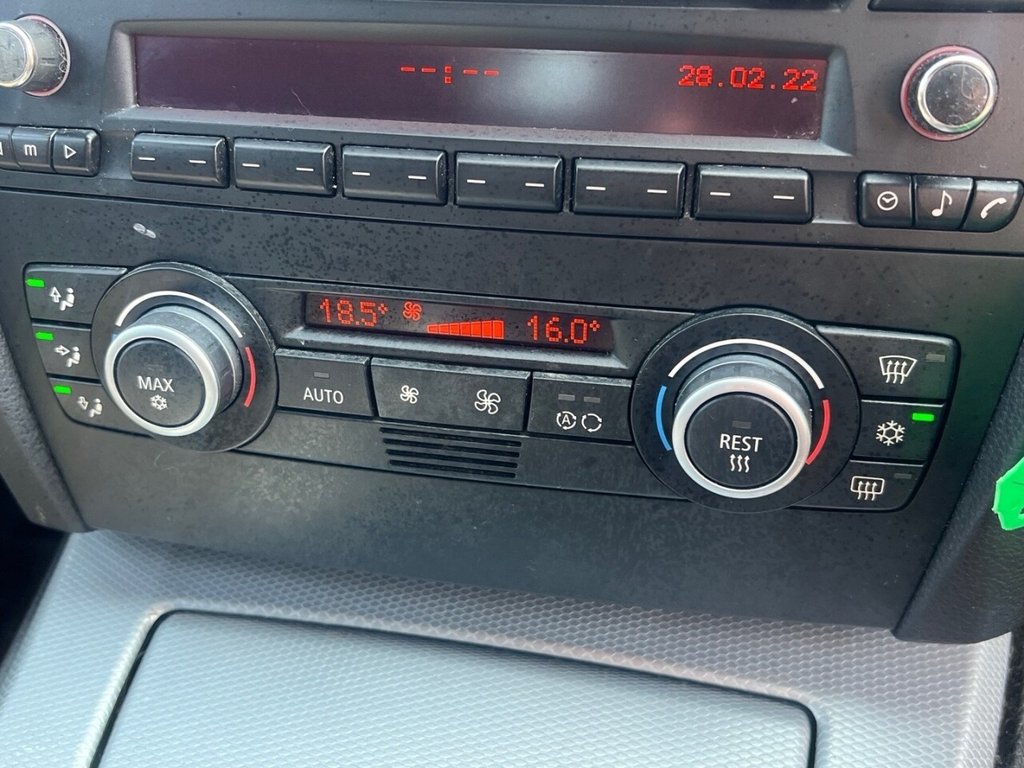 --:-- 28.02.22
m
18.5° 16.0°
MAX
AUTO
A
REST